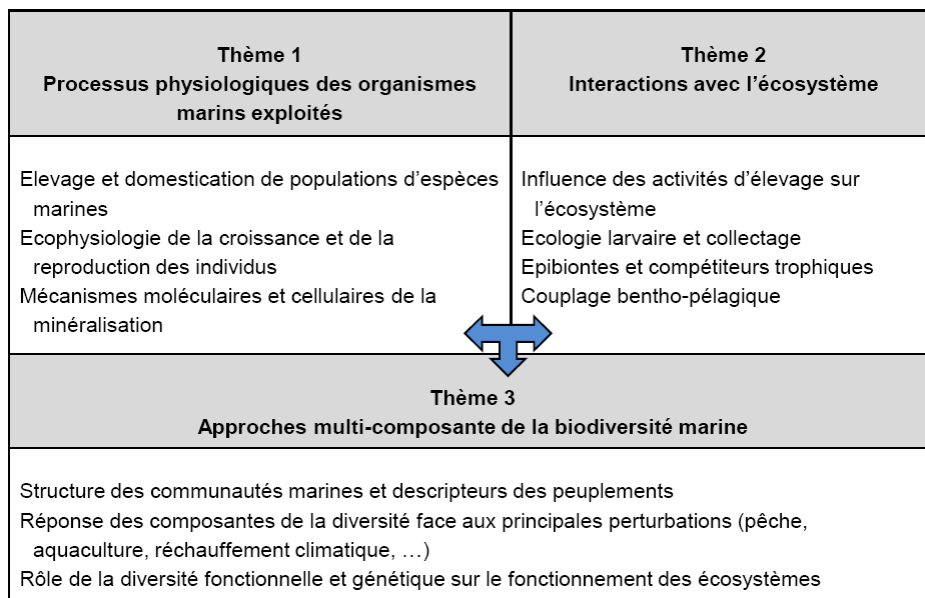 Thème 1
Processus physiologiques des organismes
marins exploités
Thème 2
Interactions avec l'écosystème
Elevage et domestication de populations d'espèces
marines
Ecophysiologie de la croissance et de la
reproduction des individus
Mécanismes moléculaires et cellulaires de la
minéralisation
Influence des activités d'élevage sur
l'écosystème
Ecologie larvaire et collectage
Epibiontes et compétiteurs trophiques
Couplage bentho-pélagique
Thème 3
Approches multi-composante de la biodiversité marine
Structure des communautés marines et descripteurs des peuplements
Réponse des composantes de la diversité face aux principales perturbations (pêche,
aquaculture, réchauffement climatique, …)
Rôle de la diversité fonctionnelle et génétique sur le fonctionnement des écosystèmes